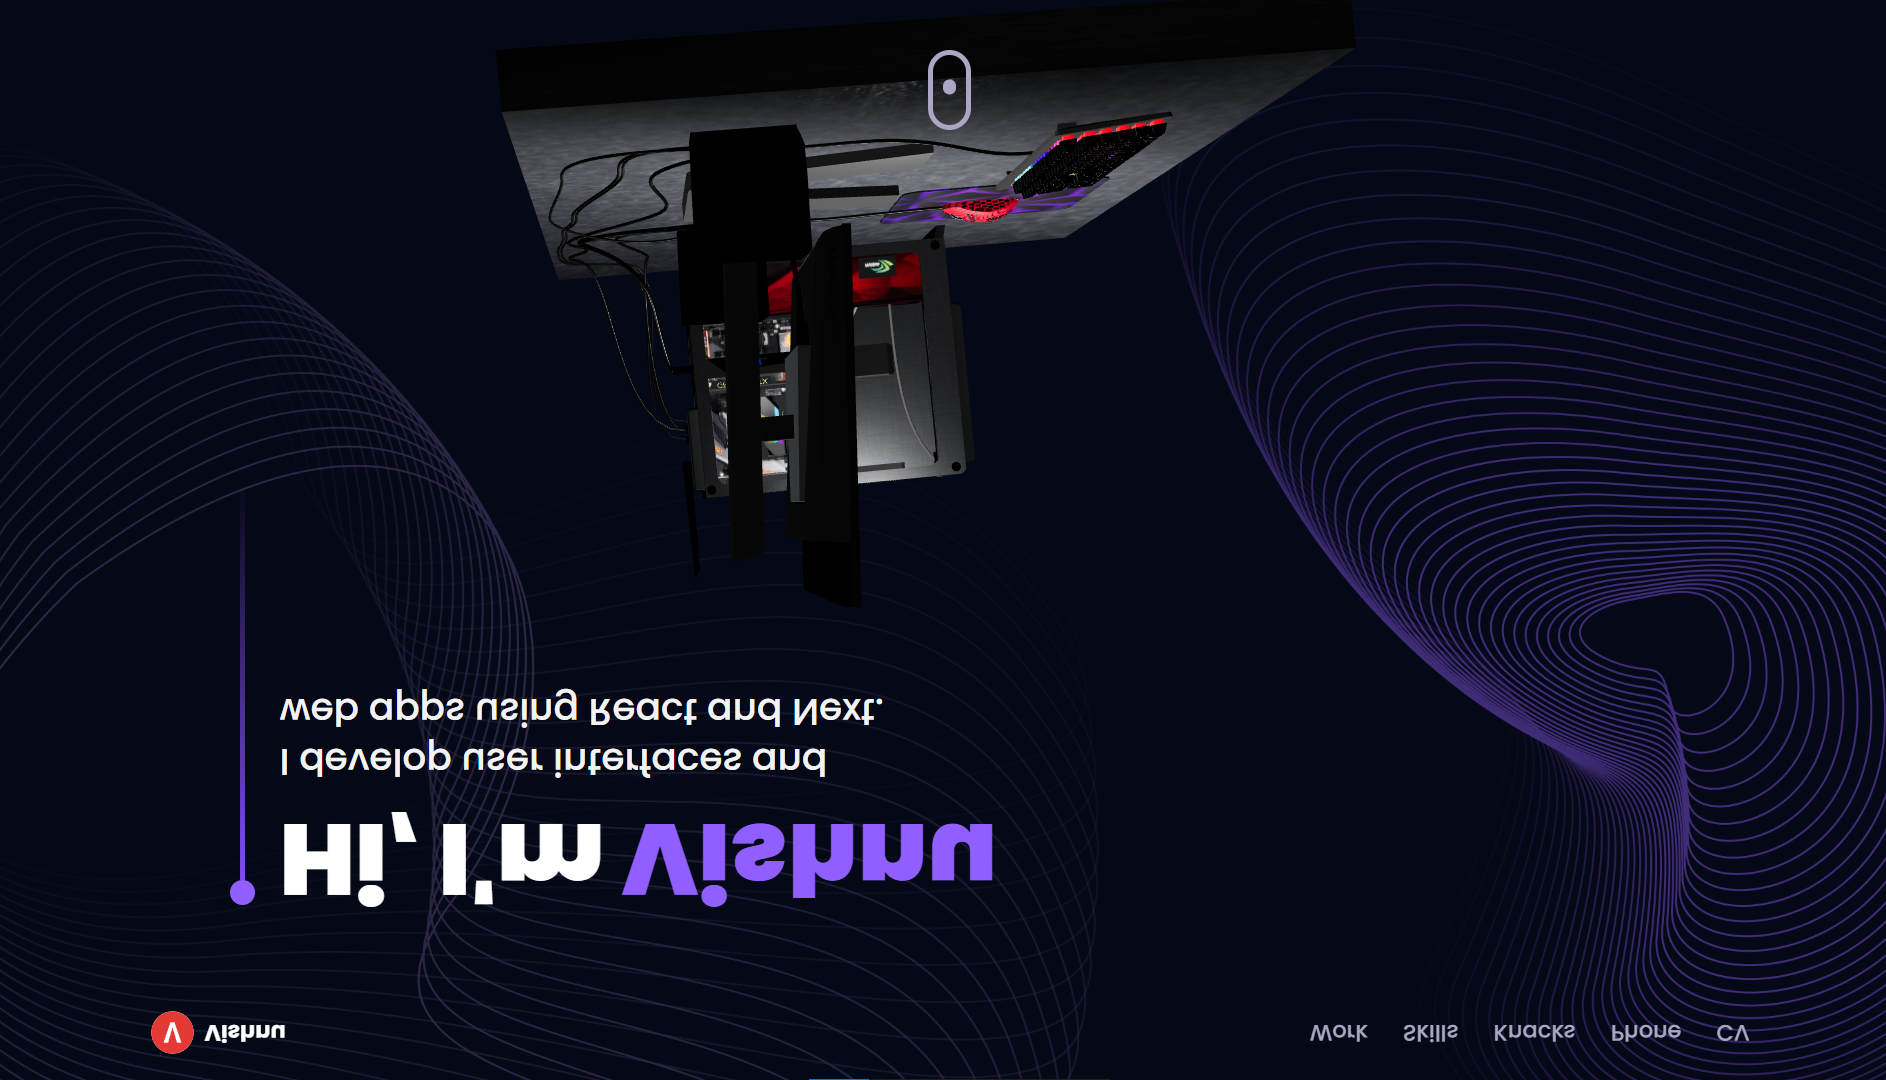 V Vishnu
Work Skills Knacks Phone CV
Hi, I'm Vishnu
I develop user interfaces and
web apps using React and Next.